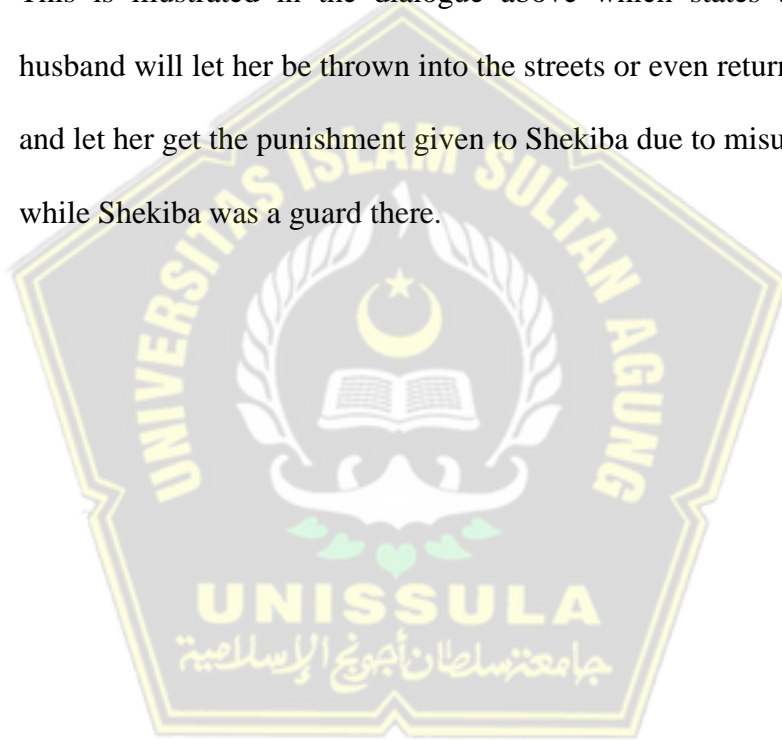 This is illustrated in the dialogue above which states
husband will let her be thrown into the streets or even return
and let her get the punishment given to Shekiba due to
while Shekiba was a guard there.
UNIVERSITAS ISLAM SULTAN AGUNG
UNISSULA
جامعة سلطان أجونج الإسلامية